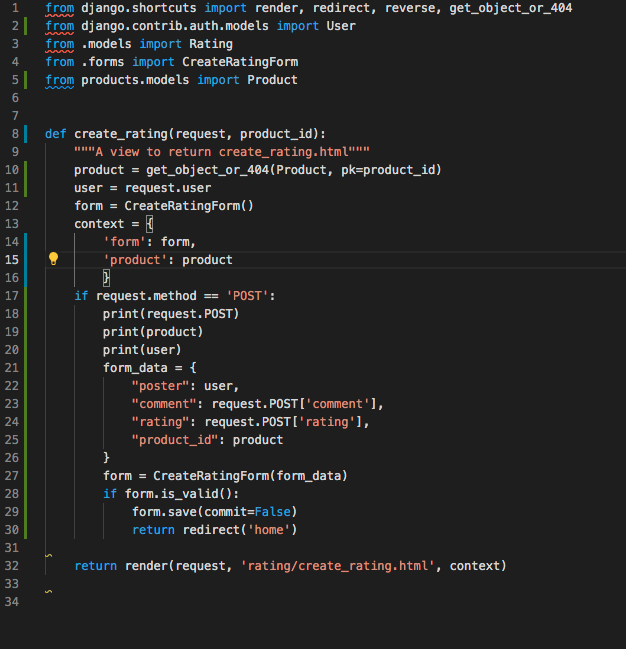 1 from django.shortcuts import render, redirect, reverse, get_object_or_404
2 from django.contrib.auth.models import User
3 from .models import Rating
4 from .forms import CreateRatingForm
5 from products.models import Product
6
7
8 def create_rating(request, product_id):
9     """A view to return create_rating.html"""
10     product = get_object_or_404(Product, pk=product_id)
11     user = request.user
12     form = CreateRatingForm()
13     context = {
14         'form': form,
15         'product': product
16         }
17     if request.method == 'POST':
18         print(request.POST)
19         print(product)
20         print(user)
21         form_data = {
22             "poster": user,
23             "comment": request.POST['comment'],
24             "rating": request.POST['rating'],
25             "product_id": product
26         }
27         form = CreateRatingForm(form_data)
28         if form.is_valid():
29             form.save(commit=False)
30             return redirect('home')
31
32     return render(request, 'rating/create_rating.html', context)
33
34